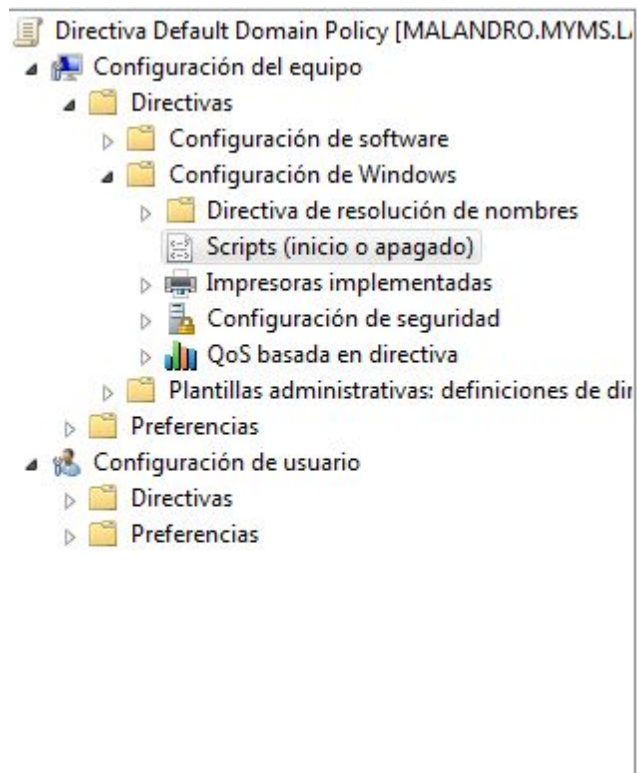 Directiva Default Domain Policy [MALANDRO.MYMS.L
Configuración del equipo
Directivas
Configuración de software
Configuración de Windows
Directiva de resolución de nombres
Scripts (inicio o apagado)
Impresoras implementadas
Configuración de seguridad
QoS basada en directiva
Plantillas administrativas: definiciones de dir
Preferencias
Configuración de usuario
Directivas
Preferencias